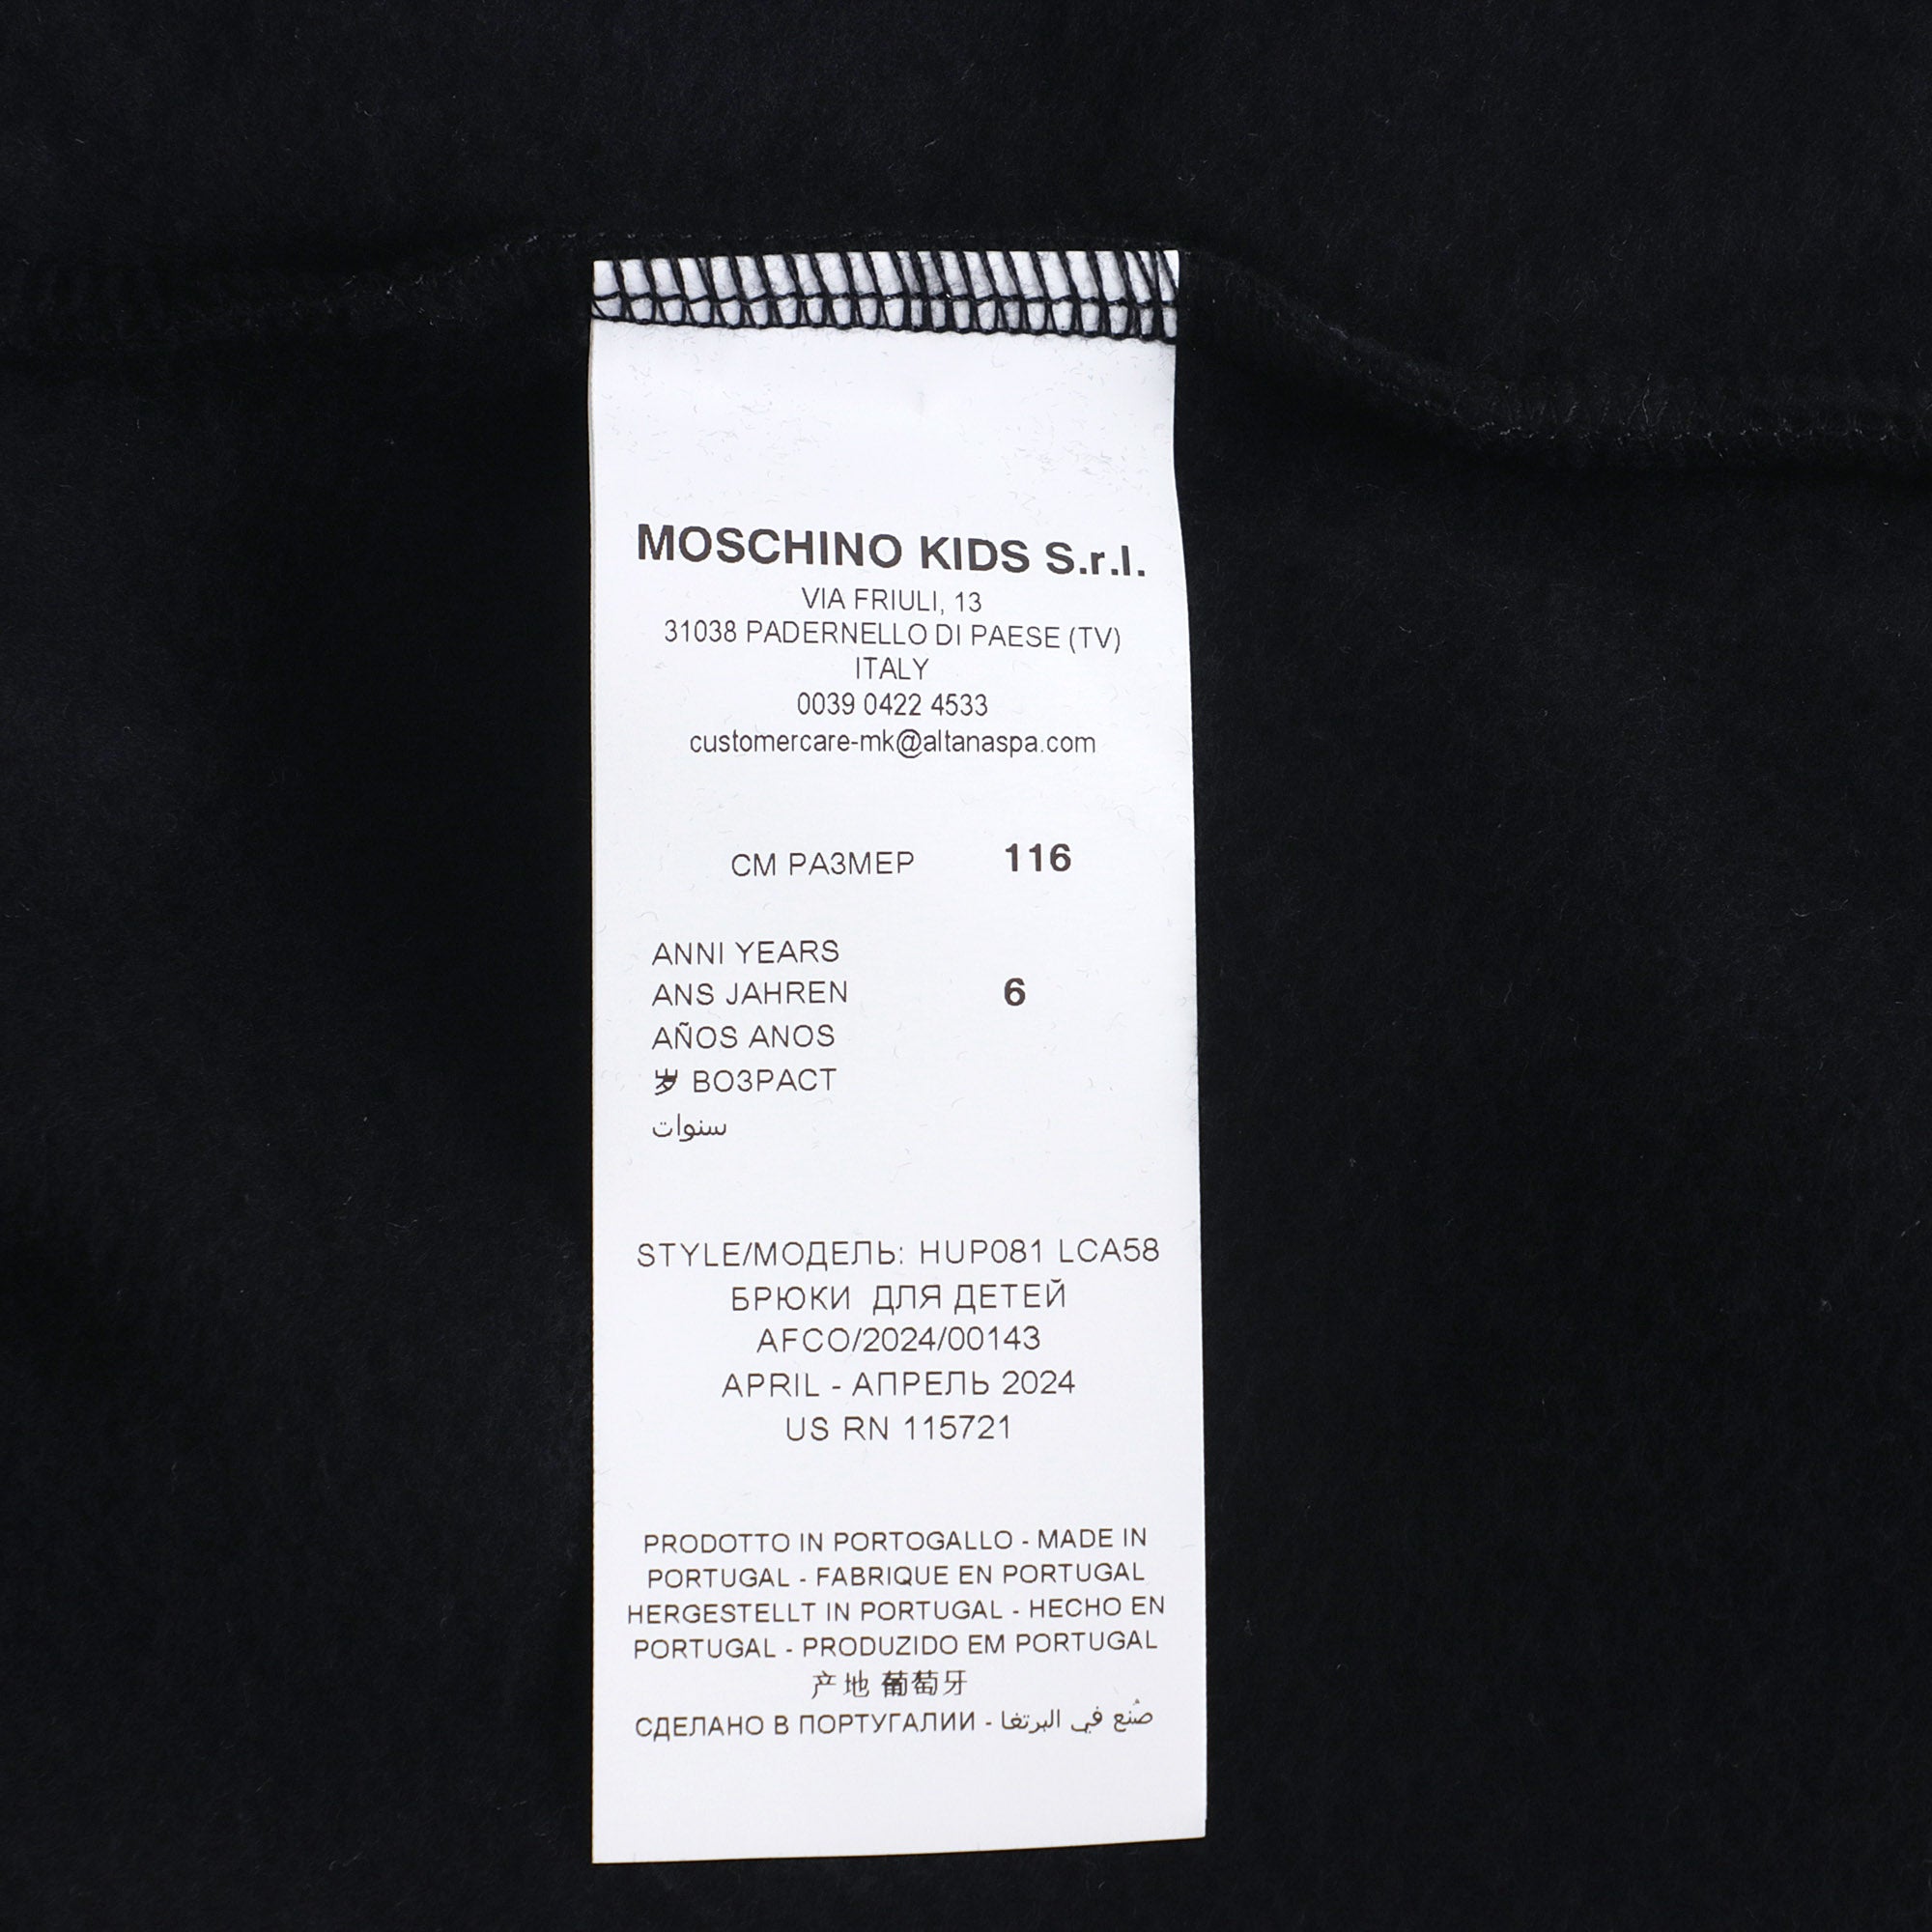 MOSCHINO KIDS S.r.l.
VIA FRIULI, 13
31038 PADERNELLO DI PAESE (TV)
ITALY
0039 0422 4533
customercare-mk@altanaspa.com
СМ РАЗМЕР 116
ANNI YEARS
ANS JAHREN 6
AÑOS ANOS
岁 ВОЗРАСТ
سنوات
STYLE/МОДЕЛЬ: HUP081 LCA58
БРЮКИ ДЛЯ ДЕТЕЙ
AFCO/2024/00143
APRIL - АПРЕЛЬ 2024
US RN 115721
PRODOTTO IN PORTOGALLO - MADE IN
PORTUGAL - FABRIQUE EN PORTUGAL
HERGESTELLT IN PORTUGAL - HECHO EN
PORTUGAL - PRODUZIDO EM PORTUGAL
产地 葡萄牙
СДЕЛАНО В ПОРТУГАЛИИ - صُنع في البرتغا